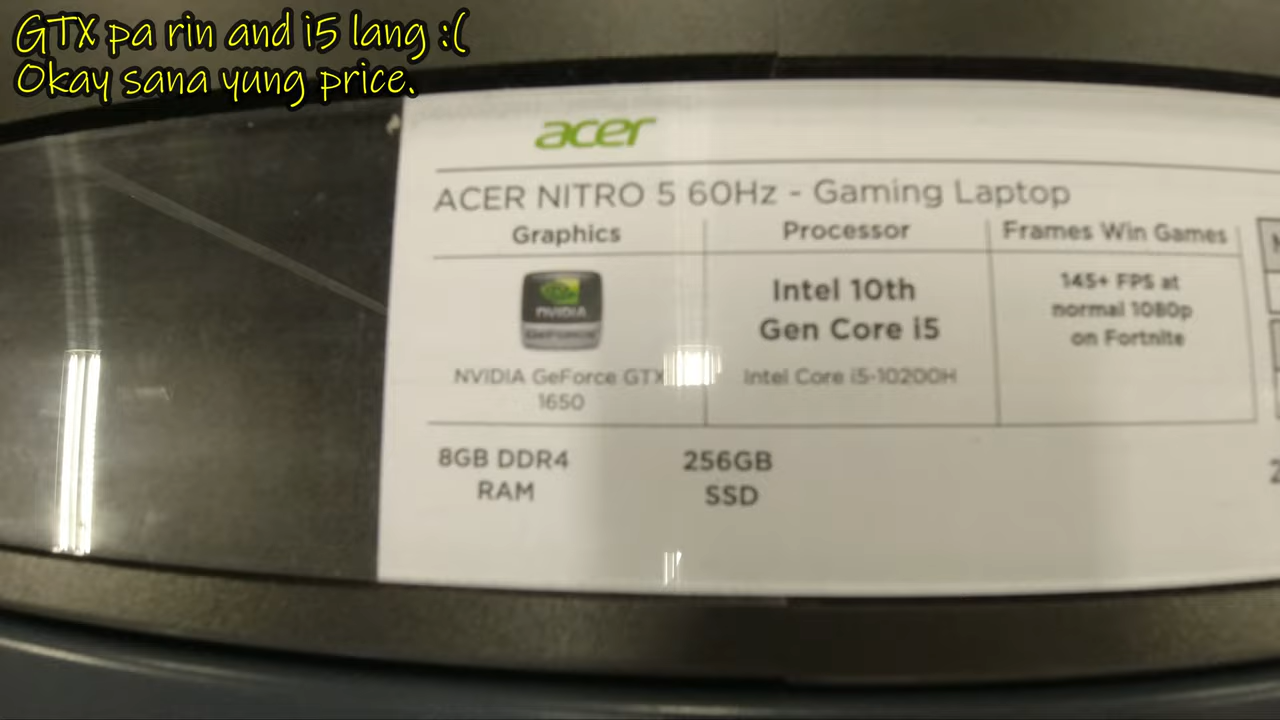 GTX pa rin and i5 lang :(
Okay sana yung price.
acer
ACER NITRO 5 60Hz - Gaming Laptop
Graphics
Processor
Frames Win Games
NVIDIA
GEFORCE
NVIDIA GeForce GTX
1650
Intel 10th
Gen Core i5
Intel Core i5-10200H
145+ FPS at
normal 1080p
on Fortnite
8GB DDR4
RAM
256GB
SSD